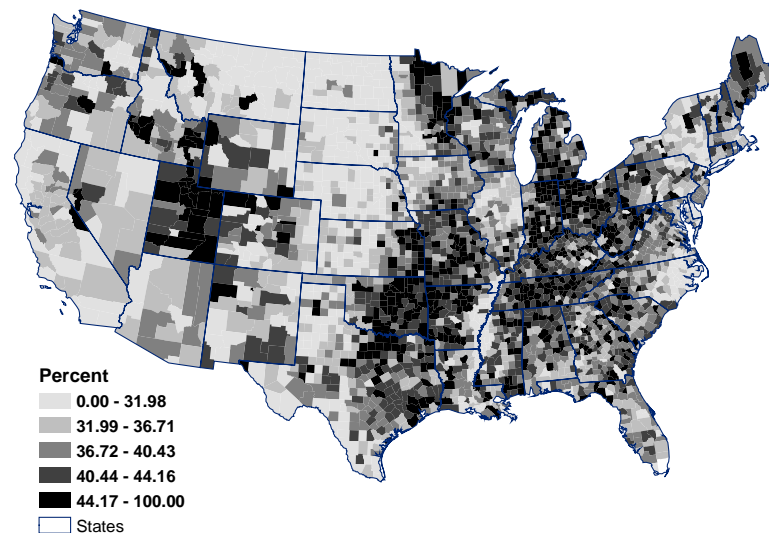 Percent
0.00 - 31.98
31.99 - 36.71
36.72 - 40.43
40.44 - 44.16
44.17 - 100.00
States